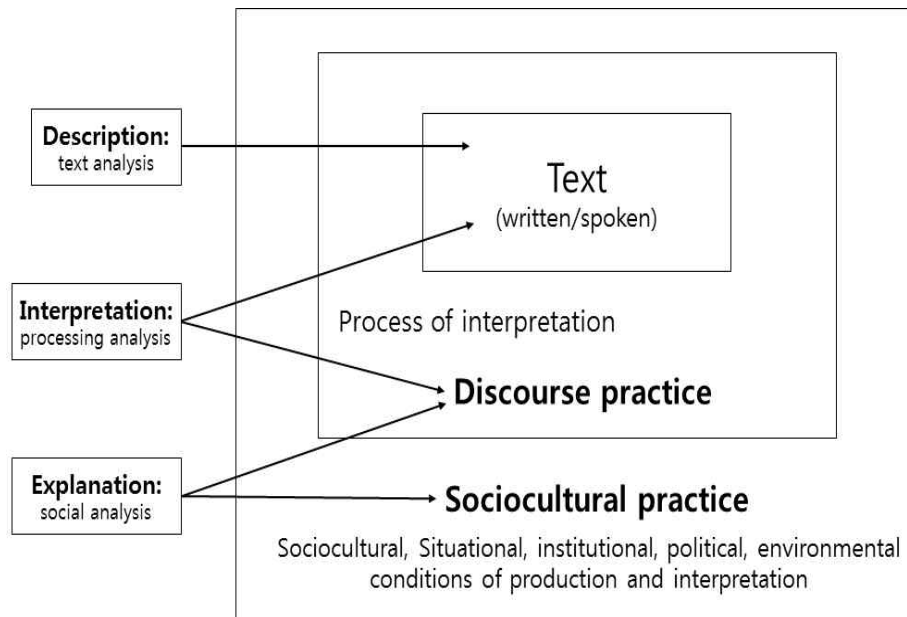 Description:
text analysis
Text
(written/spoken)
Interpretation:
processing analysis
Process of interpretation
Discourse practice
Explanation:
social analysis
Sociocultural practice
Sociocultural, Situational, institutional, political, environmental
conditions of production and interpretation